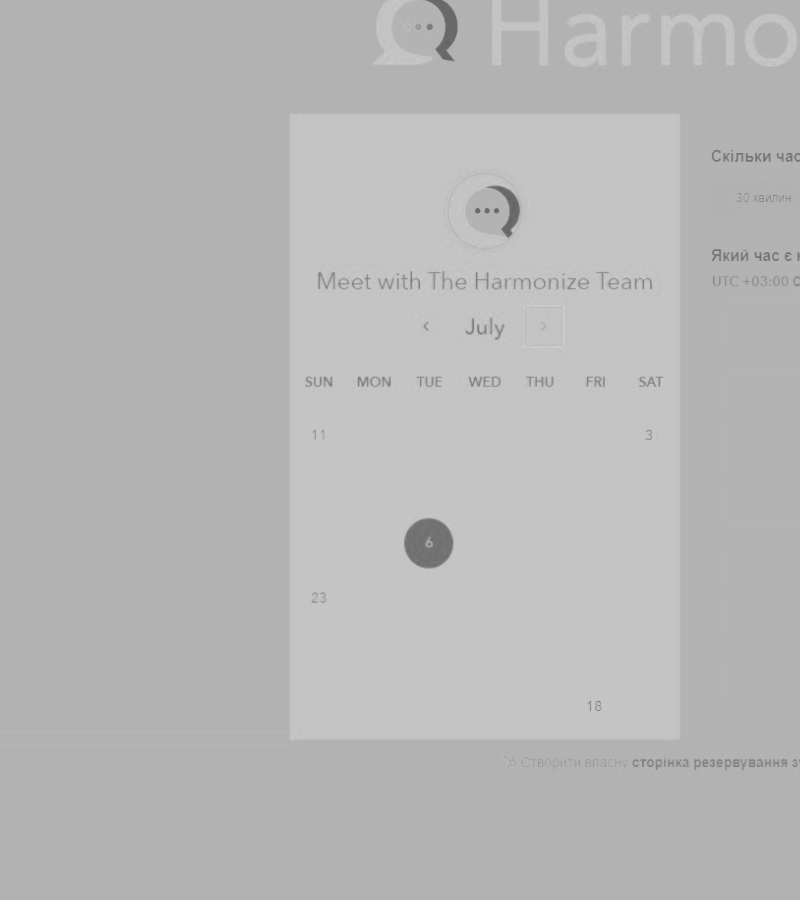 Harmo
Скільки час
30 хвилин
Який час є н
Meet with The Harmonize Team
UTC +03:00 С
July
SUN MON TUE WED THU FRI SAT
11 3
6
23
18
Створити власну сторінка резервування з